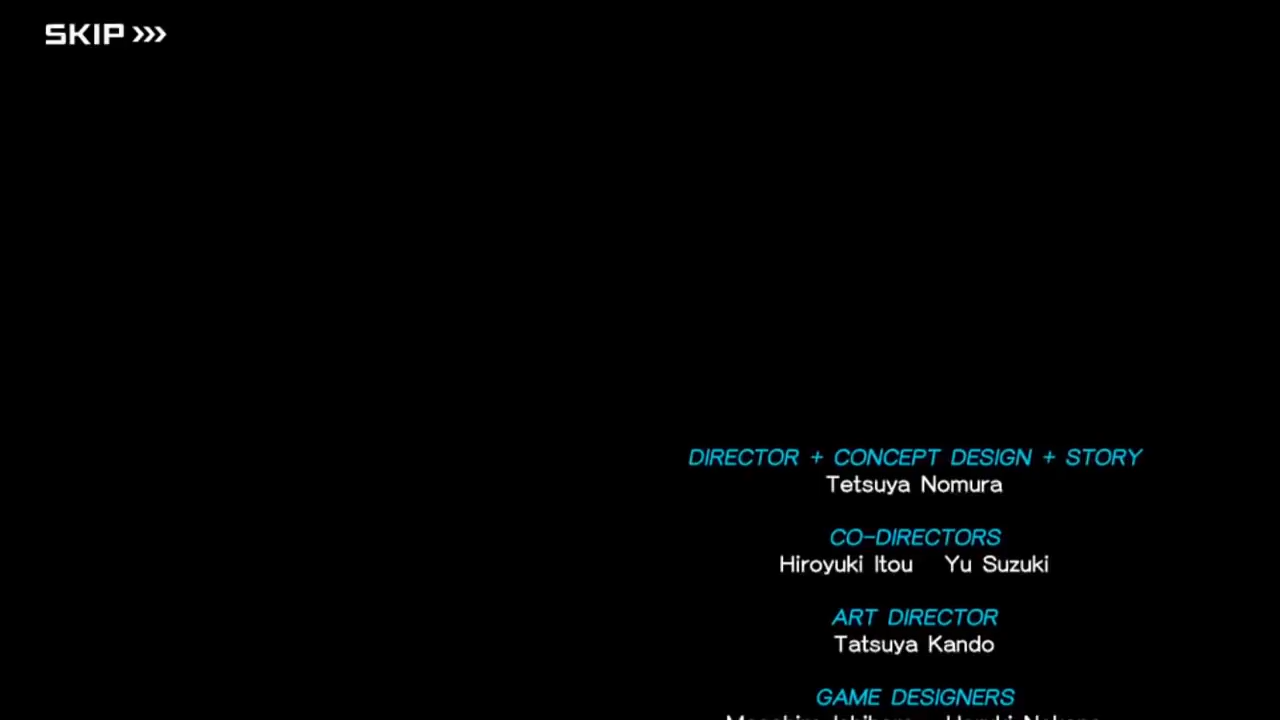 SKIP >>>
DIRECTOR + CONCEPT DESIGN + STORY
Tetsuya Nomura
CO-DIRECTORS
Hiroyuki Itou Yu Suzuki
ART DIRECTOR
Tatsuya Kando
GAME DESIGNERS